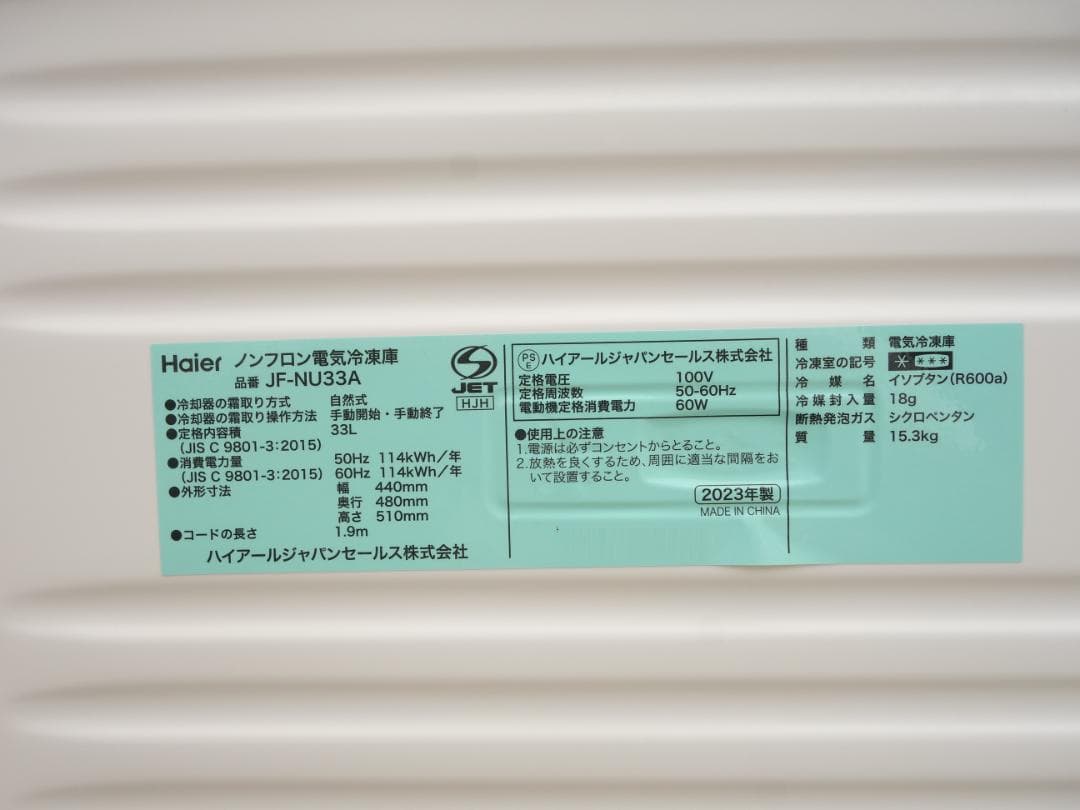 Haier ノンフロン電気冷凍庫
品番 JF-NU33A
JET
HJH
●冷却器の霜取り方式 自然式
●冷却器の霜取り操作方法 手動開始・手動終了
●定格内容積 33L
(JIS C 9801-3:2015)
●消費電力量 50Hz 114kWh/年
(JIS C 9801-3:2015) 60Hz 114kWh/年
●外形寸法 幅 440mm
奥行 480mm
高さ 510mm
●コードの長さ 1.9m
ハイアールジャパンセールス株式会社
PS E ハイアールジャパンセールス株式会社
定格電圧 100V
定格周波数 50-60Hz
電動機定格消費電力 60W
●使用上の注意
1.電源は必ずコンセントからとること。
2.放熱を良くするため、周囲に適当な間隔をお
いて設置すること。
2023年製
MADE IN CHINA
種類 電気冷凍庫
冷凍室の記号
冷媒名 イソブタン(R600a)
冷媒封入量 18g
断熱発泡ガス シクロペンタン
質量 15.3kg